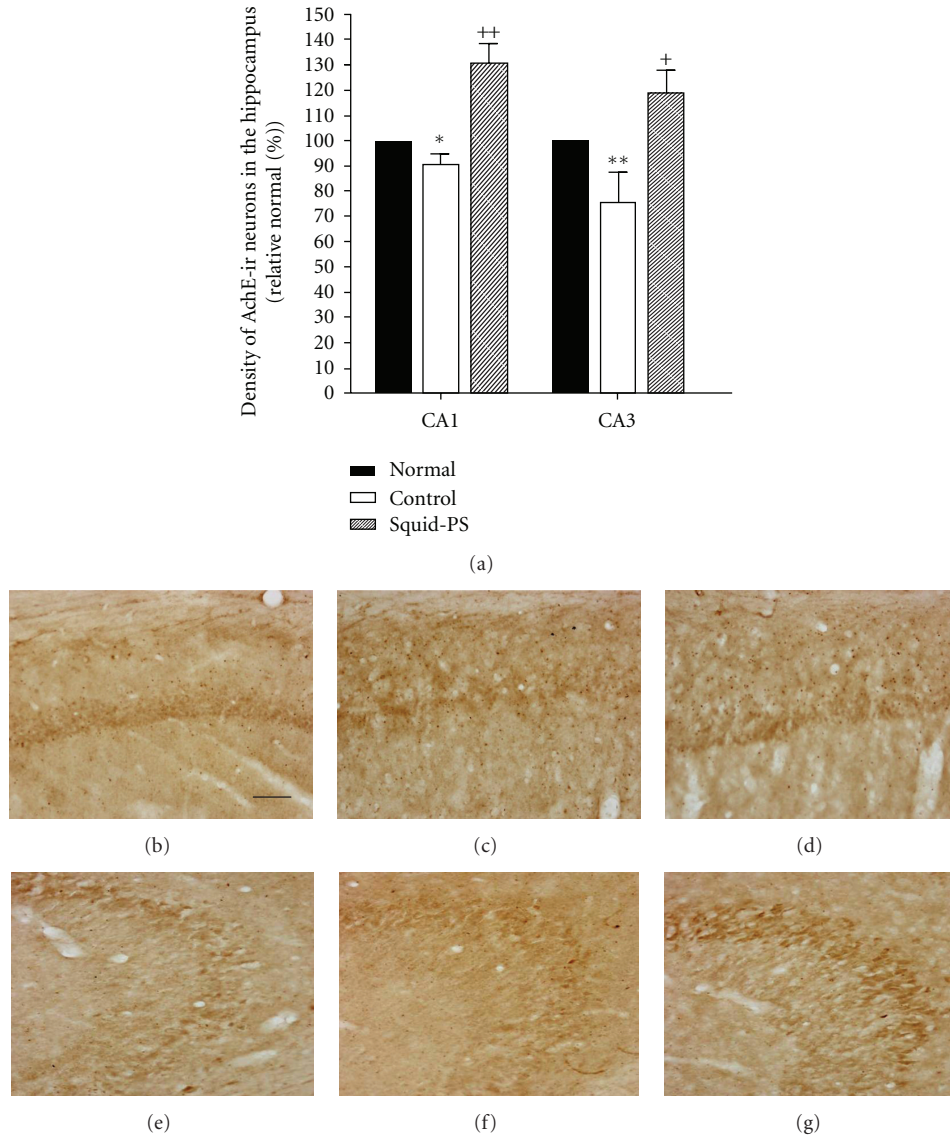 Density of AchE-ir neurons in the hippocampus
(relative normal (%))
150
140
130
120
110
100
90
80
70
60
50
40
30
20
10
0
++
+
*
**
CA1 CA3
Normal
Control
Squid-PS
(a)
(b) (c) (d)
(e) (f) (g)